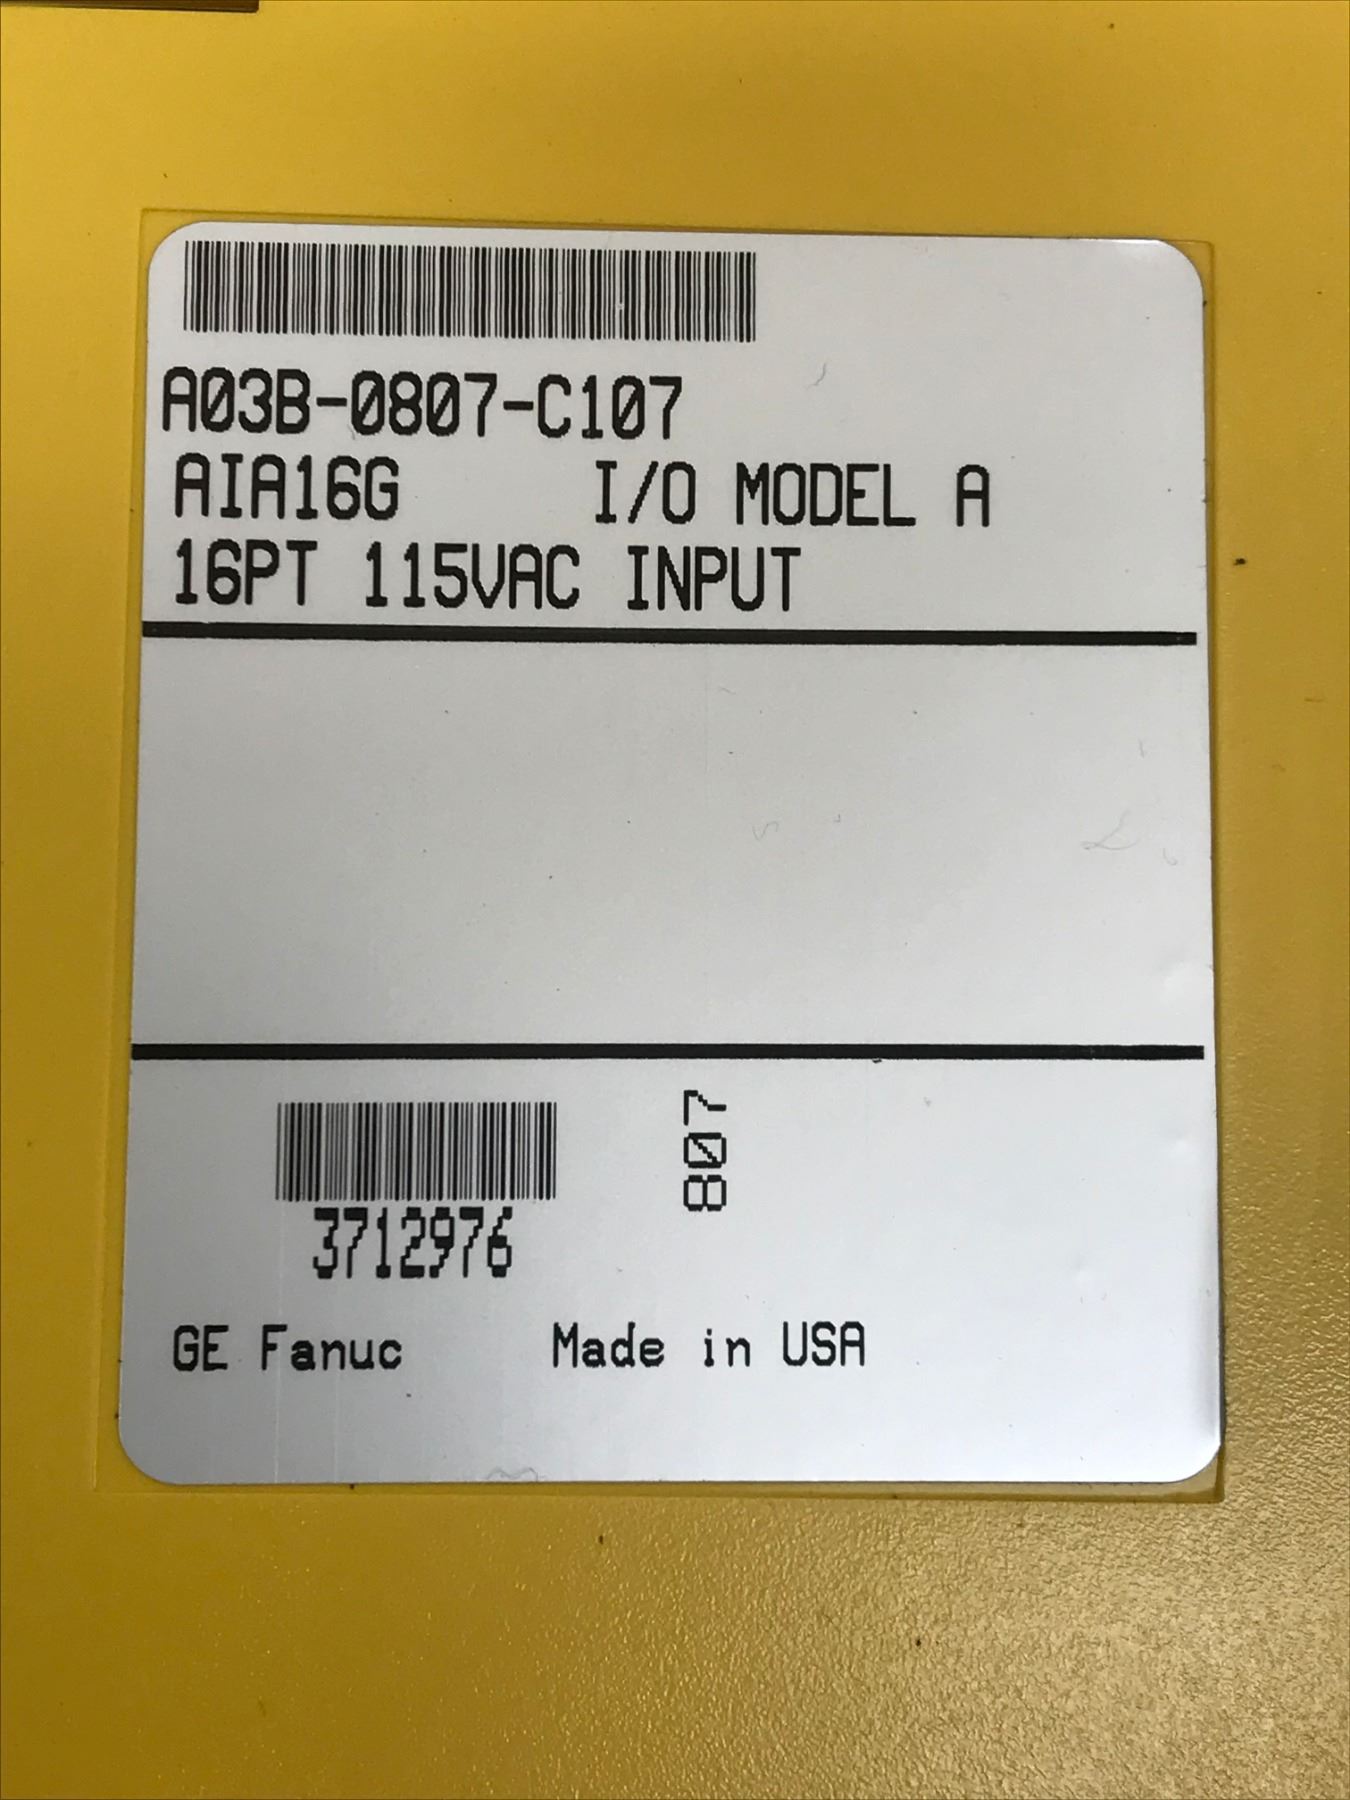 A03B-0807-C107
AIA16G I/O MODEL A
16PT 115VAC INPUT
807
3712976
GE Fanuc Made in USA